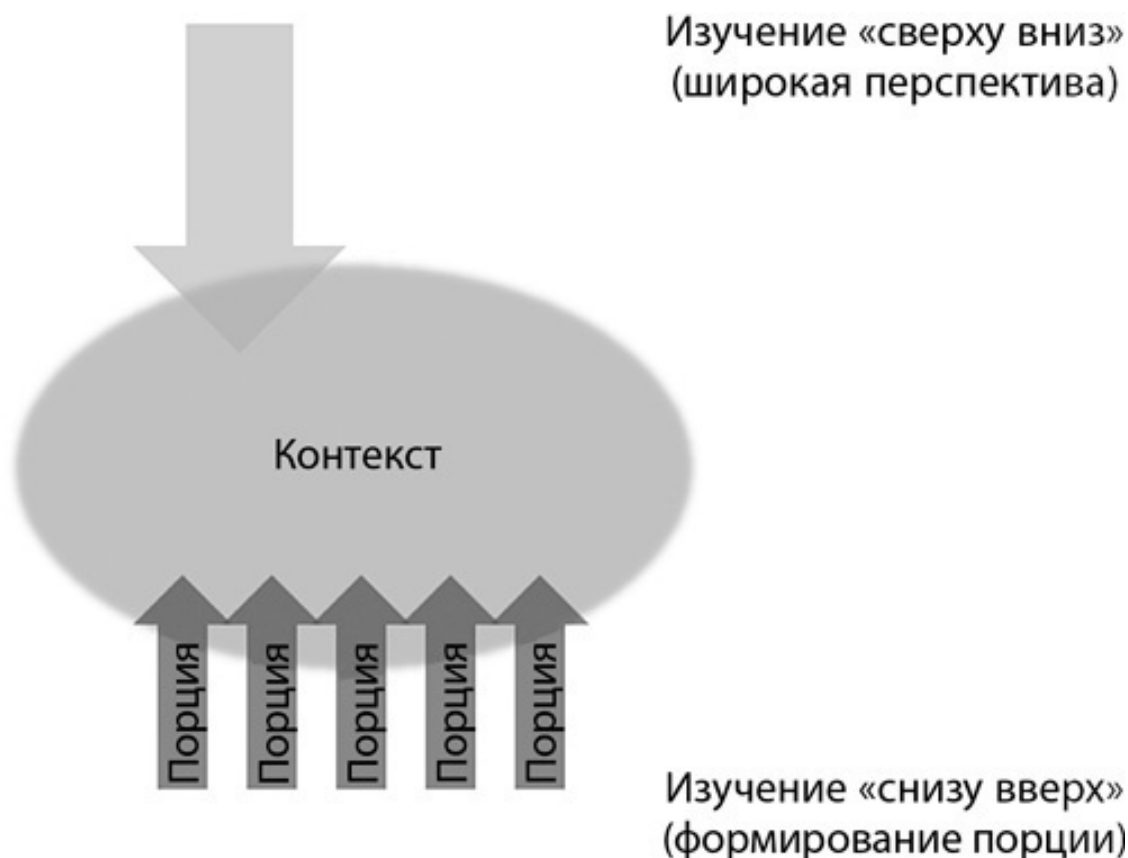 Изучение «сверху вниз»
(широкая перспектива)
Контекст
Порция
Порция
Порция
Порция
Порция
Изучение «снизу вверх»
(формирование порции)